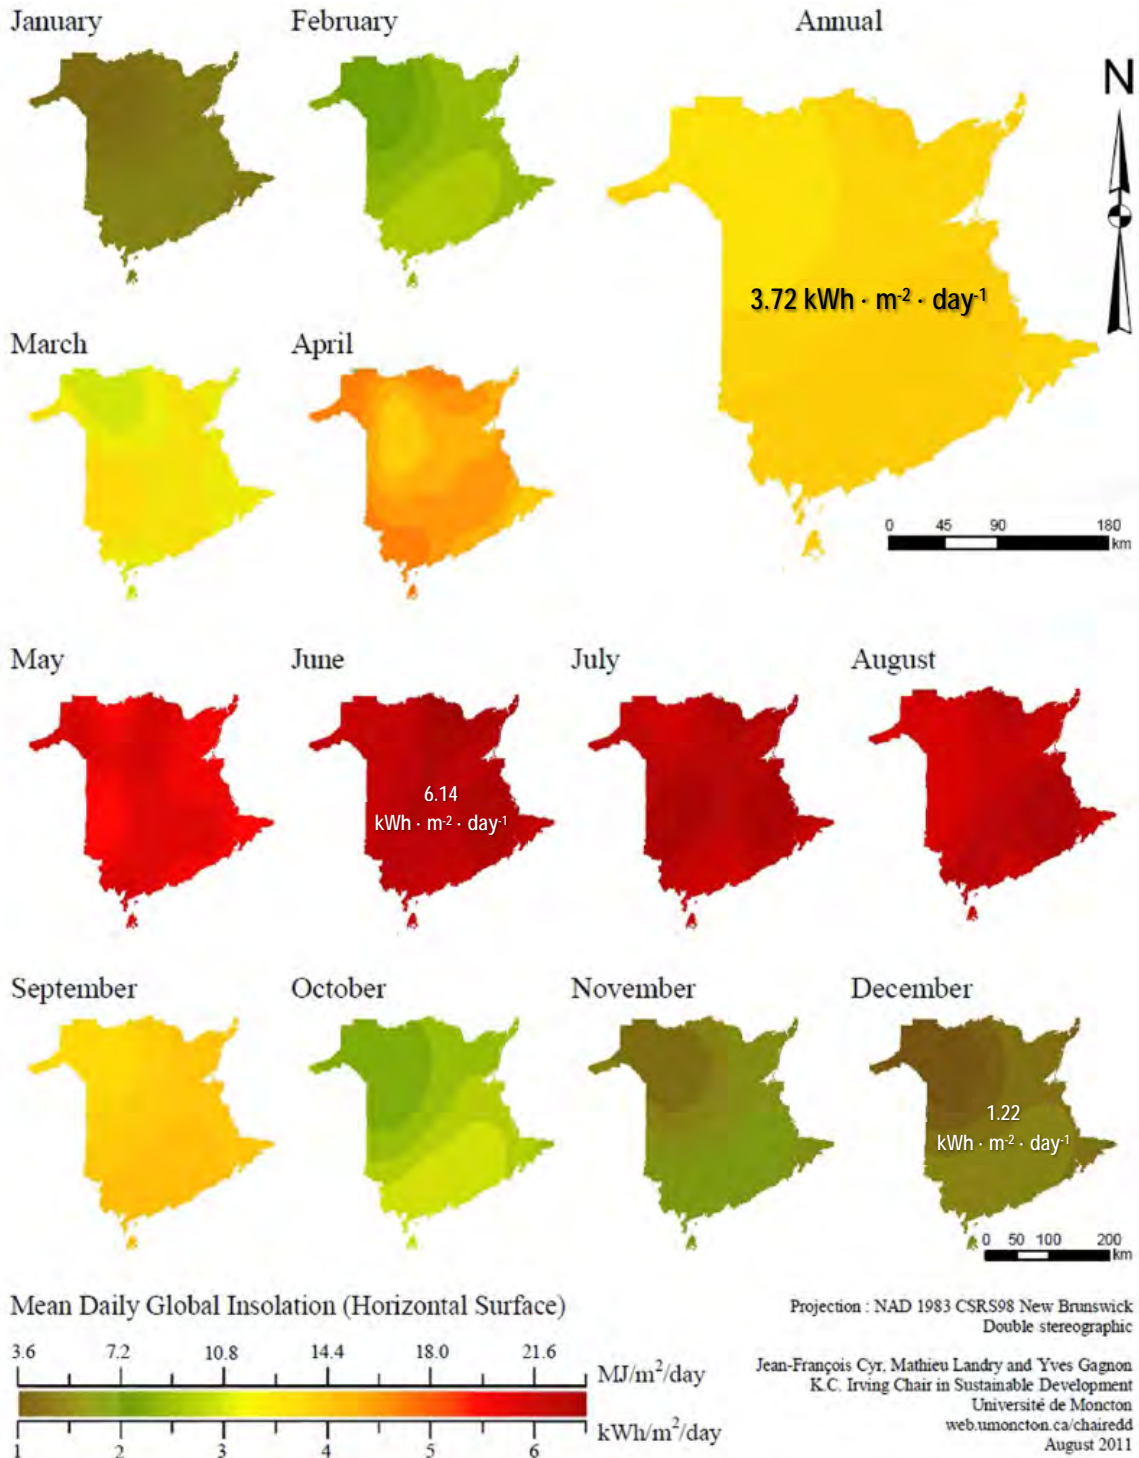 January
February
Annual
N
3.72 kWh · m-2 · day-1
March
April
0 45 90 180
km
May
June
July
August
6.14
kWh · m-2 · day-1
September
October
November
December
1.22
kWh · m-2 · day-1
0 50 100 200
km
Mean Daily Global Insolation (Horizontal Surface)
3.6 7.2 10.8 14.4 18.0 21.6
MJ/m²/day
kWh/m²/day
1 2 3 4 5 6
Projection : NAD 1983 CSRS98 New Brunswick
Double stereographic
Jean-François Cyr, Mathieu Landry and Yves Gagnon
K.C. Irving Chair in Sustainable Development
Université de Moncton
web.umoncton.ca/chairedd
August 2011